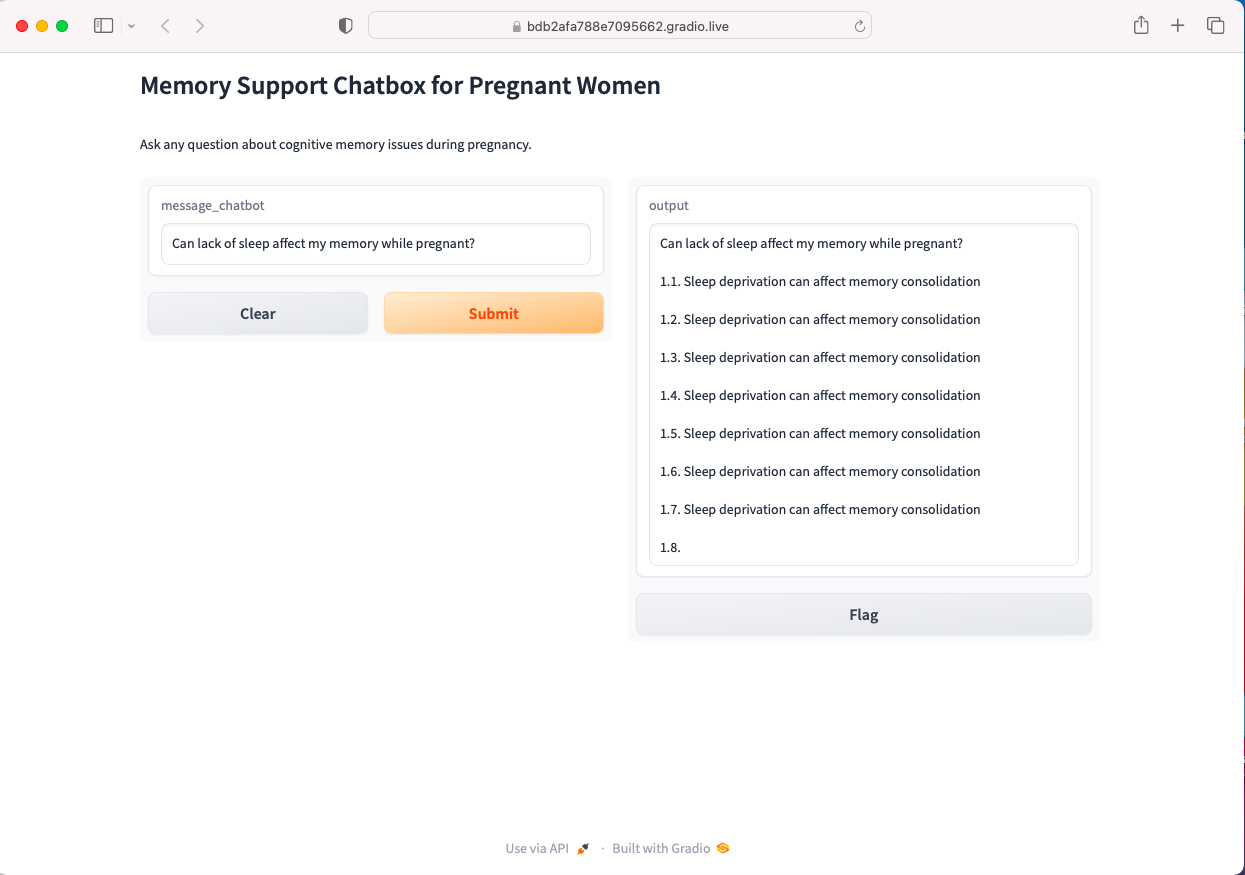 bdb2afa788e7095662.gradio.live
Memory Support Chatbox for Pregnant Women
Ask any question about cognitive memory issues during pregnancy.
message_chatbot
Can lack of sleep affect my memory while pregnant?
Clear
Submit
output
Can lack of sleep affect my memory while pregnant?
1.1. Sleep deprivation can affect memory consolidation
1.2. Sleep deprivation can affect memory consolidation
1.3. Sleep deprivation can affect memory consolidation
1.4. Sleep deprivation can affect memory consolidation
1.5. Sleep deprivation can affect memory consolidation
1.6. Sleep deprivation can affect memory consolidation
1.7. Sleep deprivation can affect memory consolidation
1.8.
Flag
Use via API · Built with Gradio